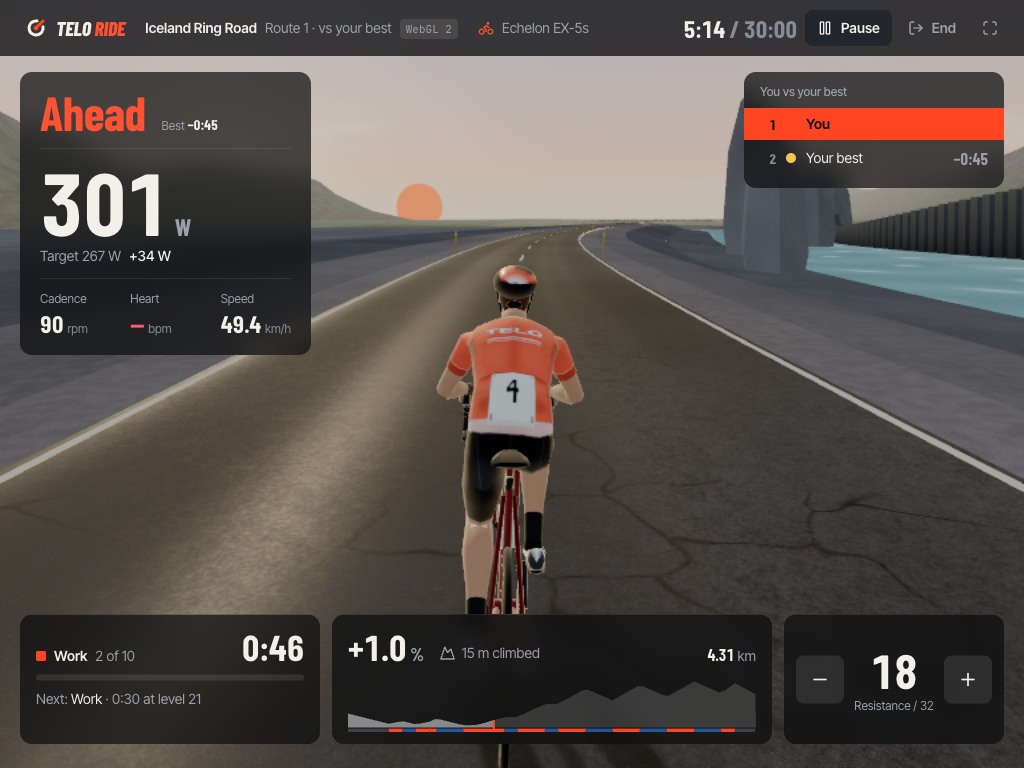 TELO RIDE Iceland Ring Road Route 1 · vs your best WebGL 2 Echelon EX-5s 5:14 / 30:00 Pause End
Ahead Best −0:45
301 W
Target 267 W +34 W
Cadence Heart Speed
90 rpm — bpm 49.4 km/h
You vs your best
1 You
2 Your best −0:45
TELO
4
Work 2 of 10 0:46
Next: Work · 0:30 at level 21
+1.0 % 15 m climbed 4.31 km
− 18 +
Resistance / 32